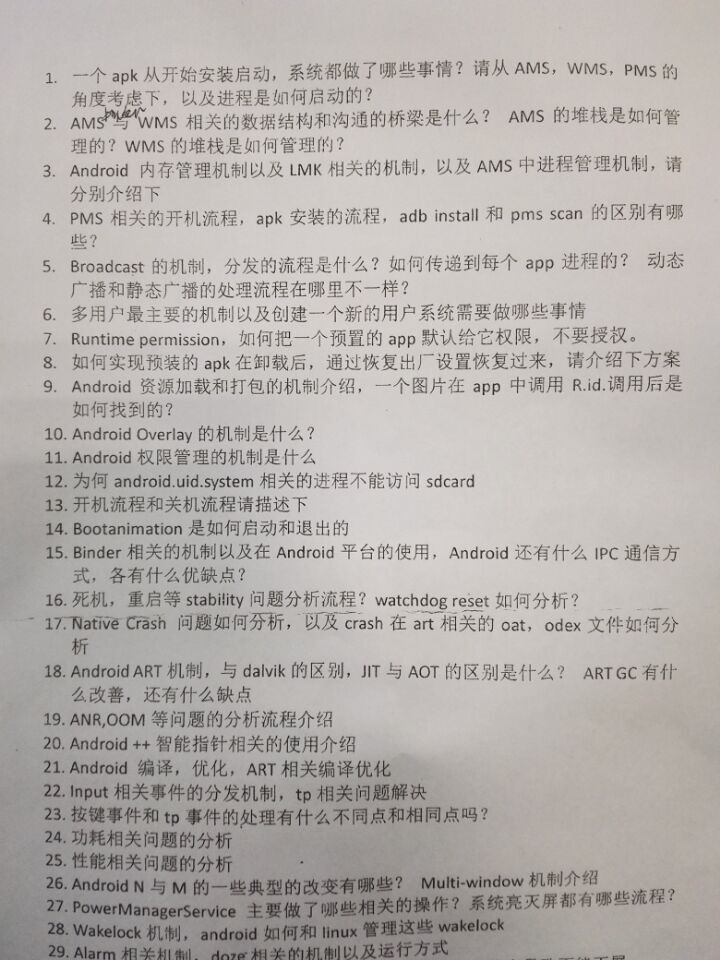 1. 一个 apk 从开始安装启动，系统都做了哪些事情？请从 AMS，WMS，PMS 的
角度考虑下，以及进程是如何启动的？
2. AMS 与 WMS 相关的数据结构和沟通的桥梁是什么？ AMS 的堆栈是如何管
理的？WMS 的堆栈是如何管理的？
3. Android 内存管理机制以及 LMK 相关的机制，以及 AMS 中进程管理机制，请
分别介绍下
4. PMS 相关的开机流程，apk 安装的流程，adb install 和 pms scan 的区别有哪
些？
5. Broadcast 的机制，分发的流程是什么？如何传递到每个 app 进程的？ 动态
广播和静态广播的处理流程在哪里不一样？
6. 多用户最主要的机制以及创建一个新的用户系统需要做哪些事情
7. Runtime permission，如何把一个预置的 app 默认给它权限，不要授权。
8. 如何实现预装的 apk 在卸载后，通过恢复出厂设置恢复过来，请介绍下方案
9. Android 资源加载和打包的机制介绍，一个图片在 app 中调用 R.id.调用后是
如何找到的？
10. Android Overlay 的机制是什么？
11. Android 权限管理的机制是什么
12. 为何 android.uid.system 相关的进程不能访问 sdcard
13. 开机流程和关机流程请描述下
14. Bootanimation 是如何启动和退出的
15. Binder 相关的机制以及在 Android 平台的使用，Android 还有什么 IPC 通信方
式，各有什么优缺点？
16. 死机，重启等 stability 问题分析流程？watchdog reset 如何分析？
17. Native Crash 问题如何分析，以及 crash 在 art 相关的 oat，odex 文件如何分
析
18. Android ART 机制，与 dalvik 的区别，JIT 与 AOT 的区别是什么？ ART GC 有什
么改善，还有什么缺点
19. ANR,OOM 等问题的分析流程介绍
20. Android ++ 智能指针相关的使用介绍
21. Android 编译，优化，ART 相关编译优化
22. Input 相关事件的分发机制，tp 相关问题解决
23. 按键事件和 tp 事件的处理有什么不同点和相同点吗？
24. 功耗相关问题的分析
25. 性能相关问题的分析
26. Android N 与 M 的一些典型的改变有哪些？ Multi-window 机制介绍
27. PowerManagerService 主要做了哪些相关的操作？系统亮灭屏都有哪些流程？
28. Wakelock 机制，android 如何和 linux 管理这些 wakelock
29. Alarm 相关机制，doze 相关的机制以及运行方式